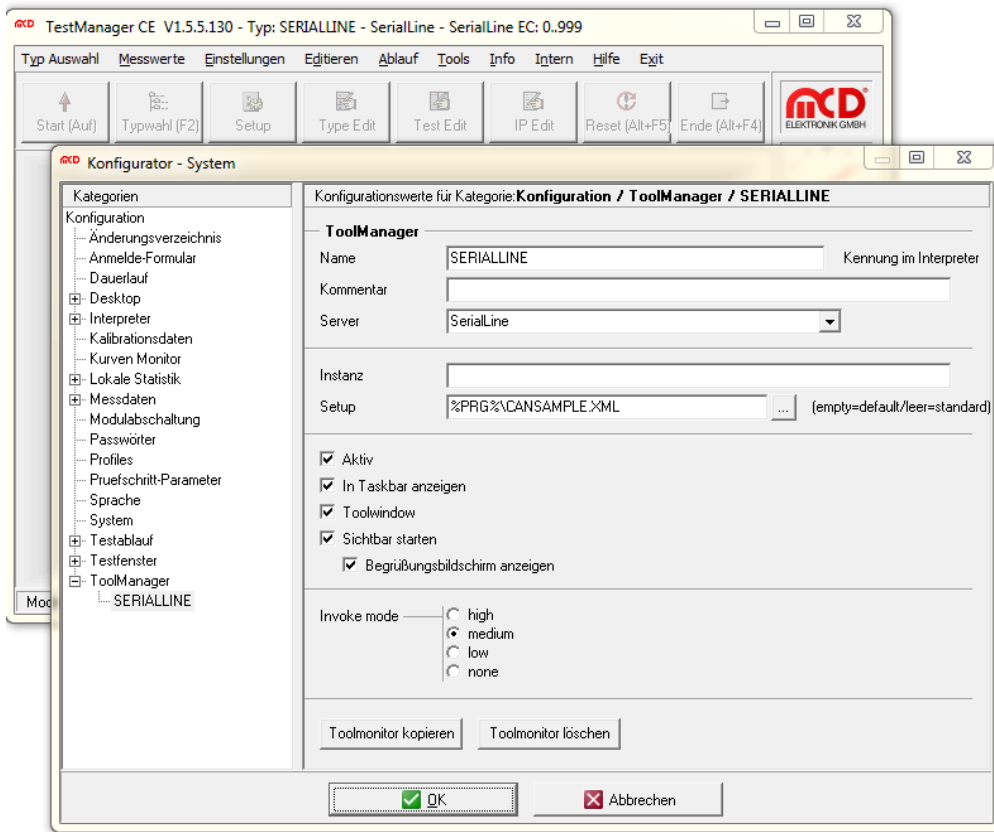 MCD TestManager CE V1.5.5.130 - Typ: SERIALLINE - SerialLine - SerialLine EC: 0..999
Typ Auswahl Messwerte Einstellungen Editieren Ablauf Tools Info Intern Hilfe Exit
Start (Auf) Typwahl (F2) Setup Type Edit Test Edit IP Edit Reset (Alt+F5) Ende (Alt+F4)
MCD
ELEKTRONIK GMBH
MCD Konfigurator - System
Kategorien
Konfiguration
Änderungsverzeichnis
Anmelde-Formular
Dauerlauf
Desktop
Interpreter
Kalibrationsdaten
Kurven Monitor
Lokale Statistik
Messdaten
Modulabschaltung
Passwörter
Profiles
Pruefschritt-Parameter
Sprache
System
Testablauf
Testfenster
ToolManager
SERIALLINE
Konfigurationswerte für Kategorie:Konfiguration / ToolManager / SERIALLINE
ToolManager
Name SERIALLINE Kennung im Interpreter
Kommentar
Server SerialLine
Instanz
Setup %PRG%\CANSAMPLE.XML ... (empty=default/leer=standard)
Aktiv
In Taskbar anzeigen
Toolwindow
Sichtbar starten
Begrüßungsbildschirm anzeigen
Invoke mode high
medium
low
none
Toolmonitor kopieren Toolmonitor löschen
OK Abbrechen